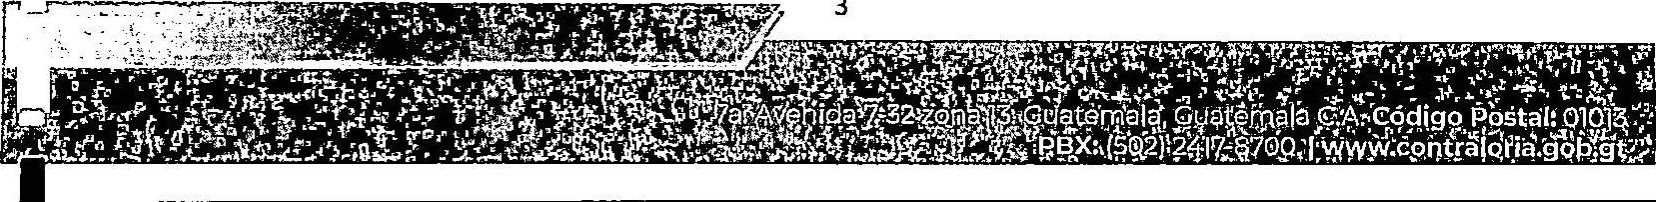 3
7a. Avenida 7-32 zona 13. Guatemala, Guatemala C.A. Código Postal: 01013
PBX: (502) 2417-8700 | www.contraloria.gob.gt